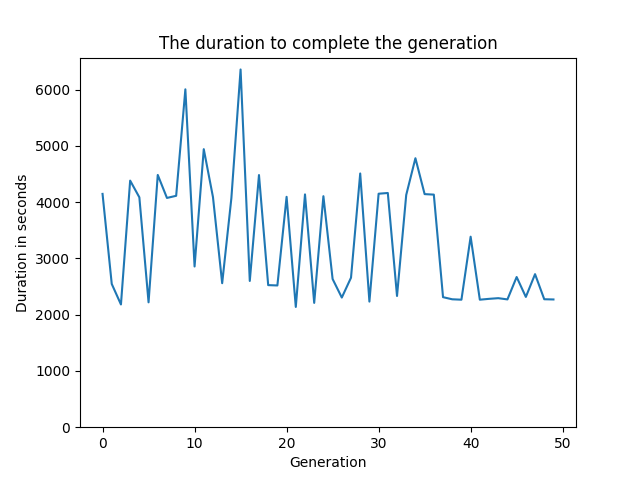 The duration to complete the generation
Duration in seconds
6000
5000
4000
3000
2000
1000
0
0 10 20 30 40 50
Generation